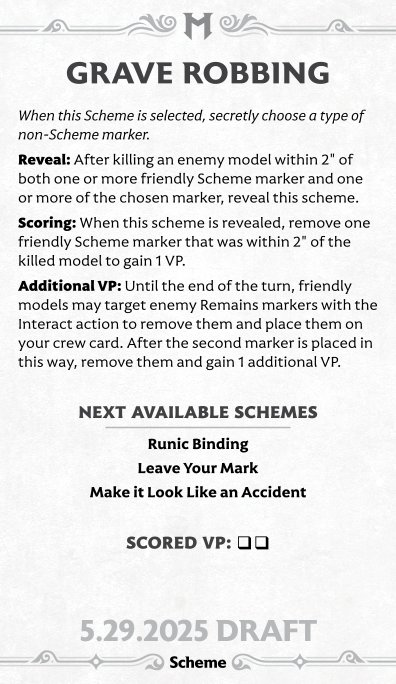 GRAVE ROBBING
When this Scheme is selected, secretly choose a type of
non-Scheme marker.
Reveal: After killing an enemy model within 2" of
both one or more friendly Scheme marker and one
or more of the chosen marker, reveal this scheme.
Scoring: When this scheme is revealed, remove one
friendly Scheme marker that was within 2" of the
killed model to gain 1 VP.
Additional VP: Until the end of the turn, friendly
models may target enemy Remains markers with the
Interact action to remove them and place them on
your crew card. After the second marker is placed in
this way, remove them and gain 1 additional VP.
NEXT AVAILABLE SCHEMES
Runic Binding
Leave Your Mark
Make it Look Like an Accident
SCORED VP: ❑❑
5.29.2025 DRAFT
Scheme